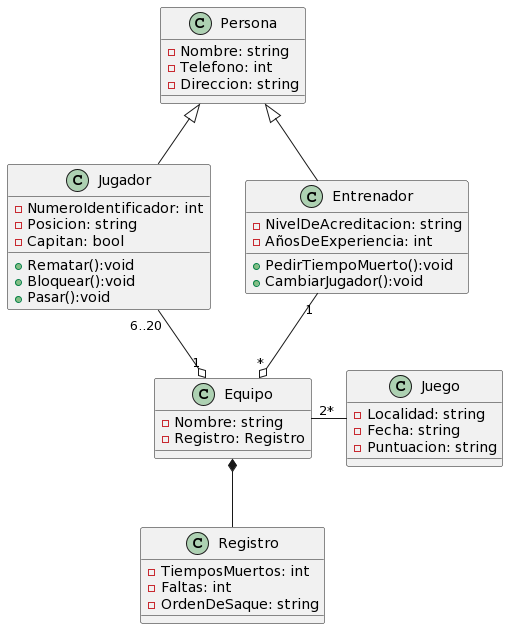 C Persona
Nombre: string
Telefono: int
Direccion: string
C Jugador
NumeroIdentificador: int
Posicion: string
Capitan: bool
Rematar():void
Bloquear():void
Pasar():void
C Entrenador
NivelDeAcreditacion: string
AñosDeExperiencia: int
PedirTiempoMuerto():void
CambiarJugador():void
6..20
1
1
*
C Equipo
Nombre: string
Registro: Registro
2*
C Juego
Localidad: string
Fecha: string
Puntuacion: string
C Registro
TiemposMuertos: int
Faltas: int
OrdenDeSaque: string